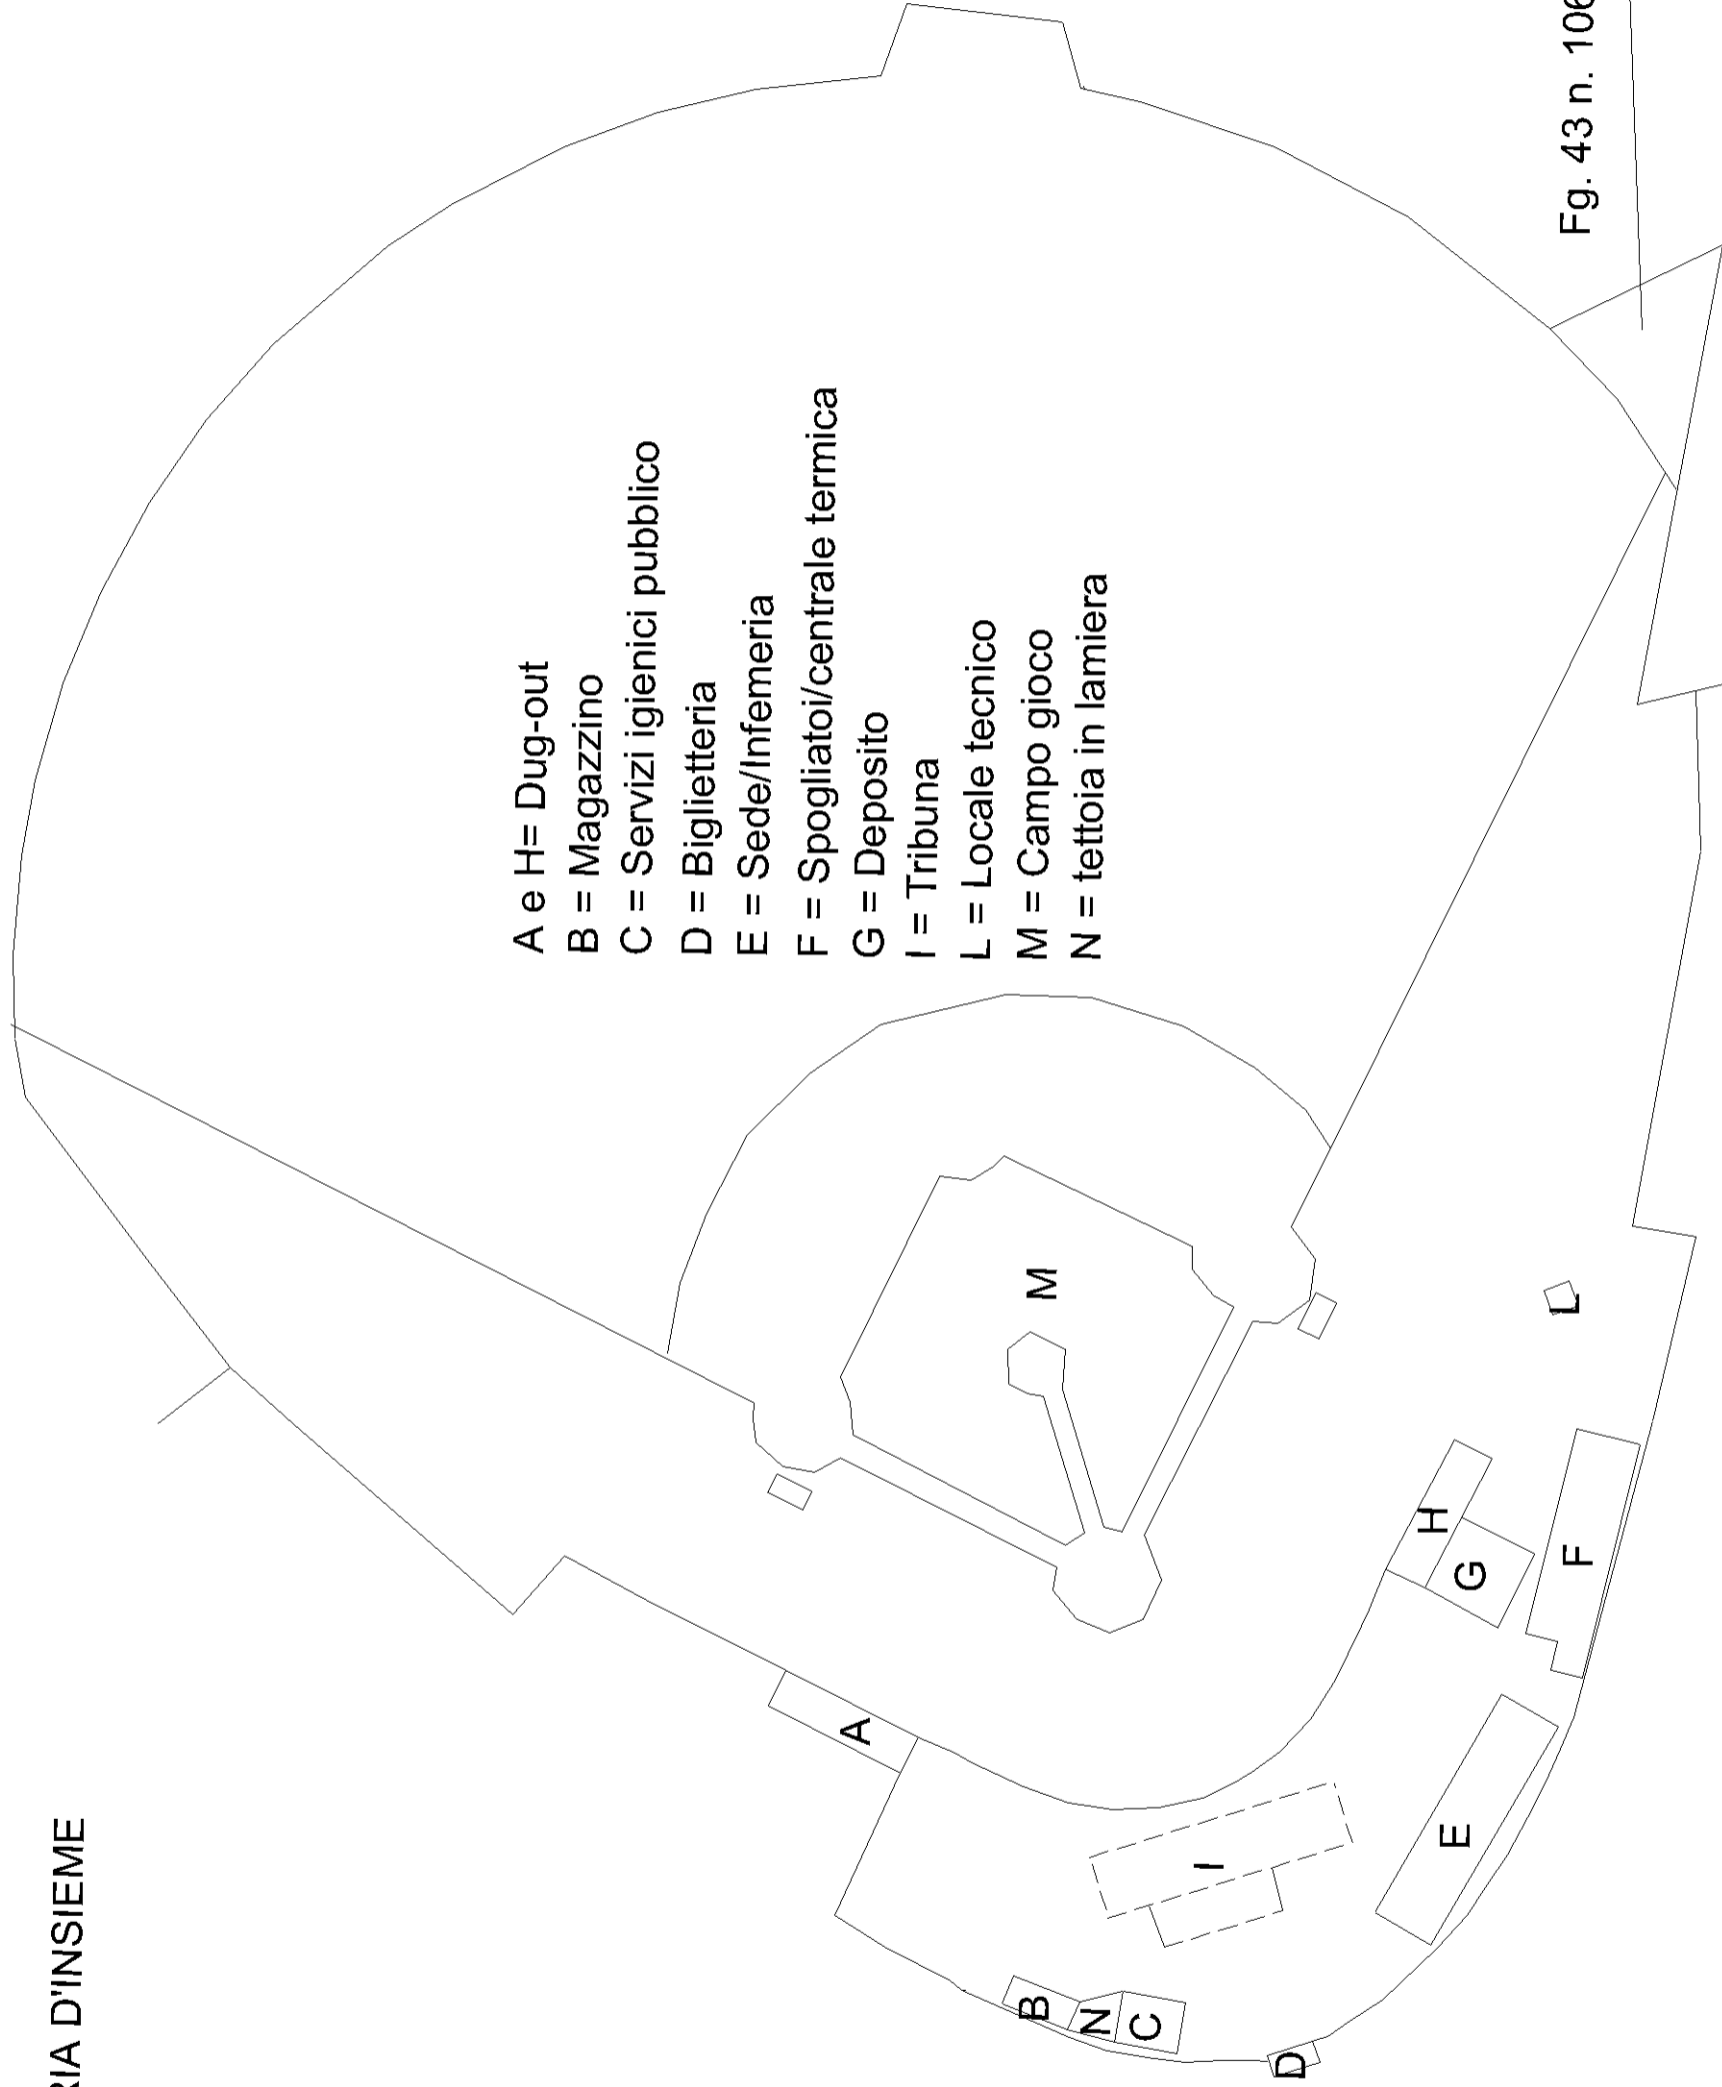 D'INSIEME
Fg. 43 n. 106
A e H= Dug-out
B = Magazzino
C = Servizi igienici pubblico
D = Biglietteria
E = Sede/Infemeria
F = Spogliatoi/centrale termica
G = Deposito
I = Tribuna
L = Locale tecnico
M = Campo gioco
N = tettoia in lamiera
M
L
H
G
F
A
E
I
B
N
C
D